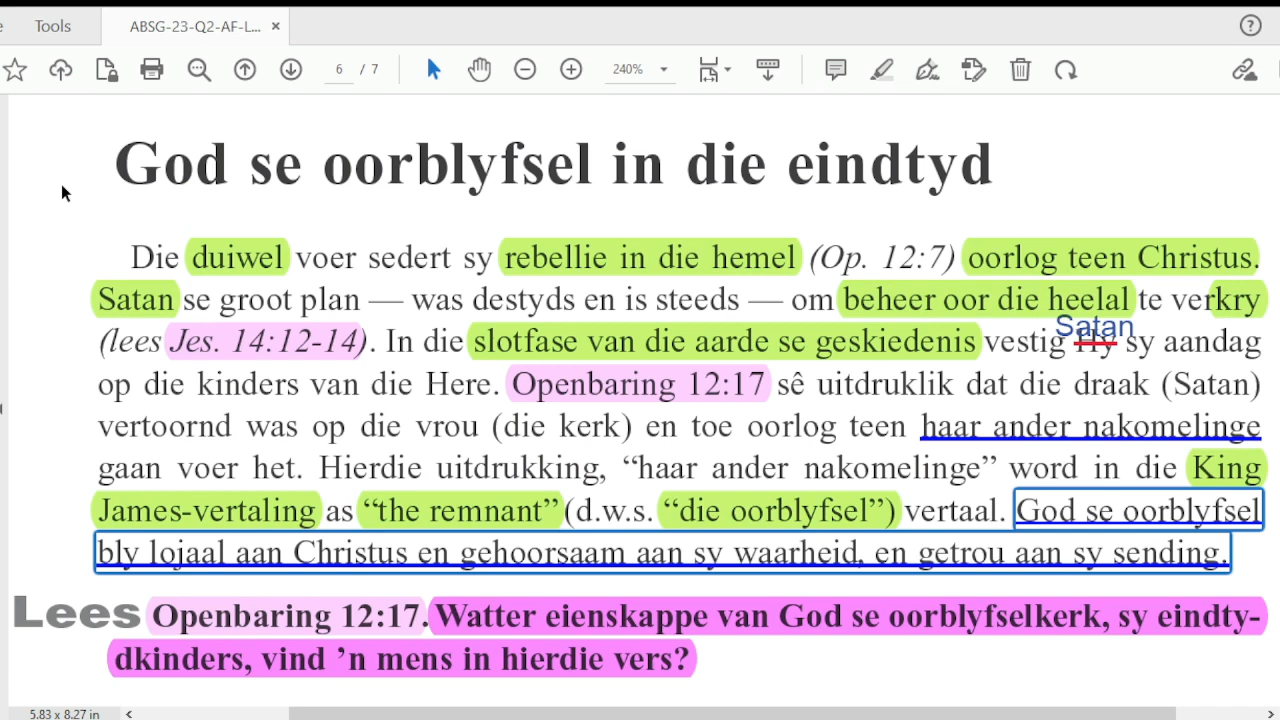 e Tools ABSG-23-Q2-AF-L... ×
6 / 7 240%
God se oorblyfsel in die eindtyd
Die duiwel voer sedert sy rebellie in die hemel (Op. 12:7) oorlog teen Christus.
Satan se groot plan — was destyds en is steeds — om beheer oor die heelal te verkry
Satan
(lees Jes. 14:12-14). In die slotfase van die aarde se geskiedenis vestig Hy sy aandag
op die kinders van die Here. Openbaring 12:17 sê uitdruklik dat die draak (Satan)
vertoornd was op die vrou (die kerk) en toe oorlog teen haar ander nakomelinge
gaan voer het. Hierdie uitdrukking, “haar ander nakomelinge” word in die King
James-vertaling as “the remnant” (d.w.s. “die oorblyfsel”) vertaal. God se oorblyfsel
bly lojaal aan Christus en gehoorsaam aan sy waarheid, en getrou aan sy sending.
Lees Openbaring 12:17. Watter eienskappe van God se oorblyfselkerk, sy eindty-
dkinders, vind ’n mens in hierdie vers?
5.83 x 8.27 in